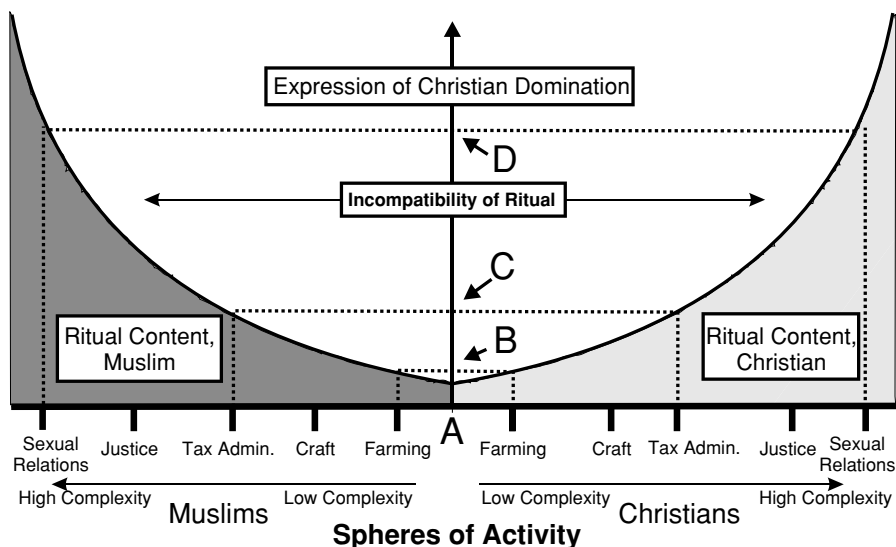 Expression of Christian Domination
D
Incompatibility of Ritual
C
Ritual Content,
Muslim
B
Ritual Content,
Christian
A
Sexual
Relations
Justice
Tax Admin.
Craft
Farming
Farming
Craft
Tax Admin.
Justice
Sexual
Relations
High Complexity
Low Complexity
Low Complexity
High Complexity
Muslims
Christians
Spheres of Activity